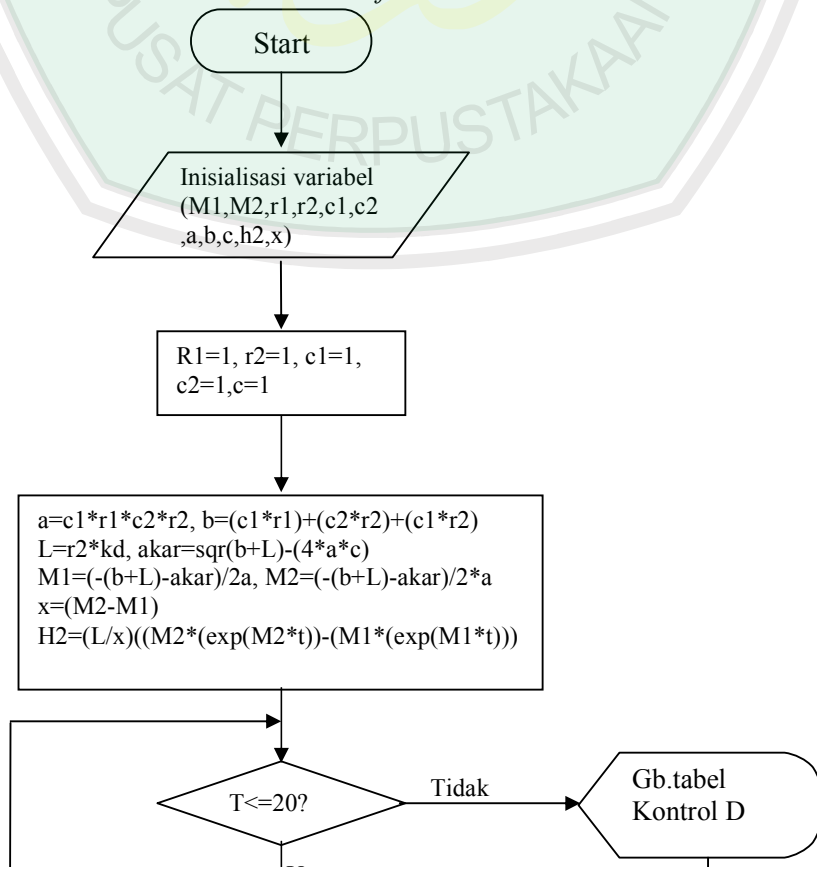 Start
PUSAT PERPUSTAKAAN
Inisialisasi variabel
(M1,M2,r1,r2,c1,c2
,a,b,c,h2,x)
R1=1, r2=1, c1=1,
c2=1,c=1
a=c1*r1*c2*r2, b=(c1*r1)+(c2*r2)+(c1*r2)
L=r2*kd, akar=sqr(b+L)-(4*a*c)
M1=(-(b+L)-akar)/2a, M2=(-(b+L)-akar)/2*a
x=(M2-M1)
H2=(L/x)((M2*(exp(M2*t))-(M1*(exp(M1*t)))
T<=20?
Tidak
Gb.tabel
Kontrol D